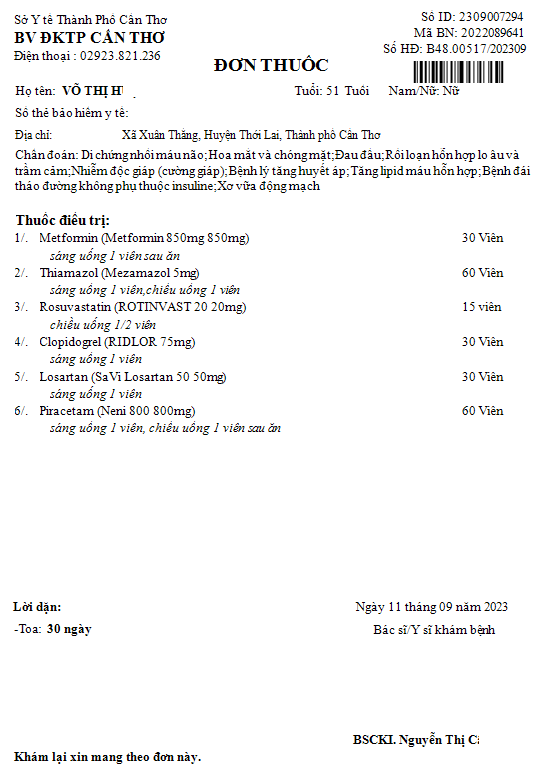 Sở Y tế Thành Phố Cần Thơ
BV ĐKTP CẦN THƠ
Điện thoại : 02923.821.236
Số ID: 2309007294
Mã BN: 2022089641
Số HĐ: B48.00517/202309
ĐƠN THUỐC
Họ tên: VÕ THỊ Tuổi: 51 Tuổi Nam/Nữ: Nữ
Số thẻ bảo hiểm y tế:
Địa chỉ: Xã Xuân Thắng, Huyện Thới Lai, Thành phố Cần Thơ
Chẩn đoán: Di chứng nhồi máu não;Hoa mắt và chóng mặt;Đau đầu;Rối loạn hỗn hợp lo âu và
trầm cảm;Nhiễm độc giáp (cường giáp);Bệnh lý tăng huyết áp;Tăng lipid máu hỗn hợp;Bệnh đái
tháo đường không phụ thuộc insuline;Xơ vữa động mạch
Thuốc điều trị:
1/. Metformin (Metformin 850mg 850mg) 30 Viên
sáng uống 1 viên sau ăn
2/. Thiamazol (Mezamazol 5mg) 60 Viên
sáng uống 1 viên,chiều uống 1 viên
3/. Rosuvastatin (ROTINVAST 20 20mg) 15 viên
chiều uống 1/2 viên
4/. Clopidogrel (RIDLOR 75mg) 30 Viên
sáng uống 1 viên
5/. Losartan (SaVi Losartan 50 50mg) 30 Viên
sáng uống 1 viên
6/. Piracetam (Neni 800 800mg) 60 Viên
sáng uống 1 viên, chiều uống 1 viên sau ăn
Lời dặn:
-Toa: 30 ngày
Ngày 11 tháng 09 năm 2023
Bác sĩ/Y sĩ khám bệnh
BSCKI. Nguyễn Thị
Khám lại xin mang theo đơn này.